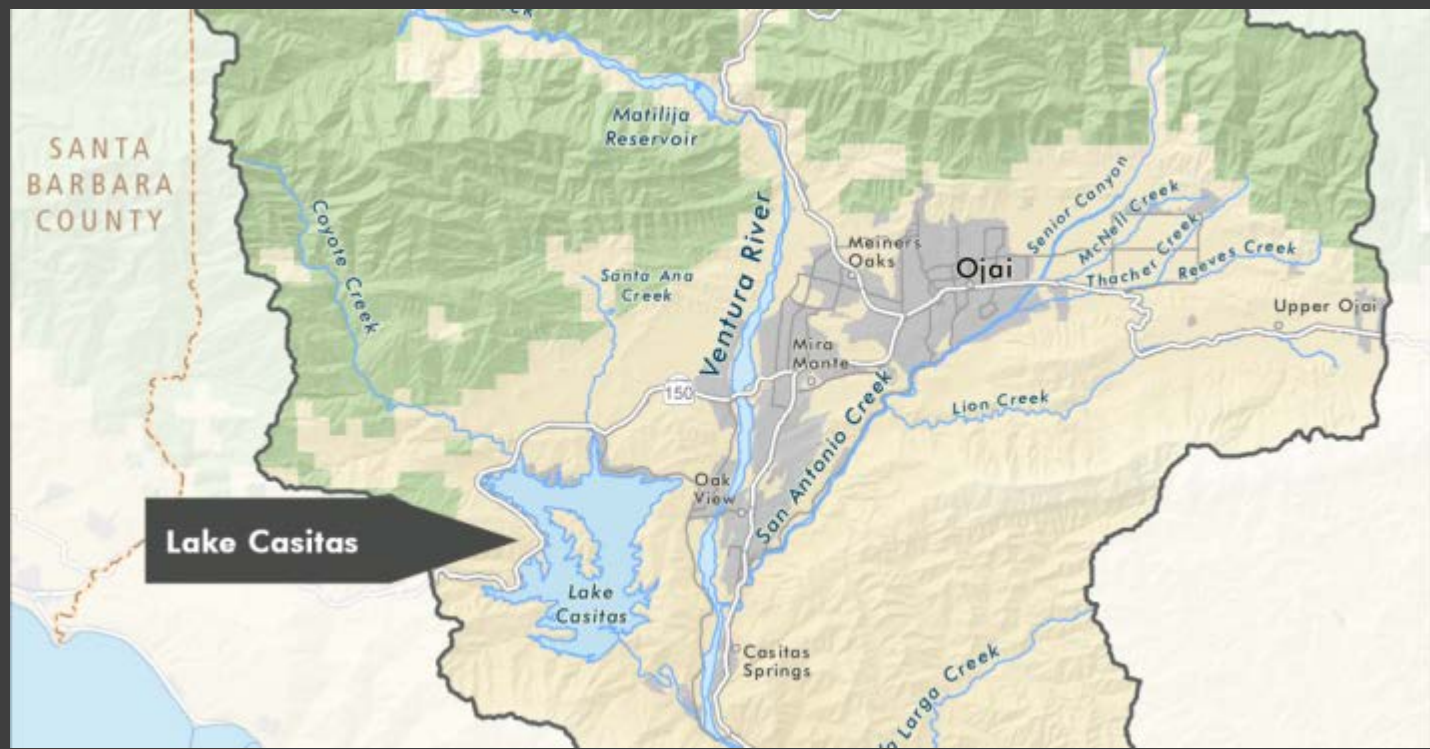 Matilija
Reservoir
SANTA
BARBARA
COUNTY
Coyote Creek
Santa Ana
Creek
Ventura River
Meiners
Oaks
Ojai
Senior Canyon
McNell Creek
Thacher Creek
Reeves Creek
Upper Ojai
Mira
Monte
150
Lion Creek
San Antonio Creek
Oak
View
Lake Casitas
Lake
Casitas
Casitas
Springs
Larga Creek